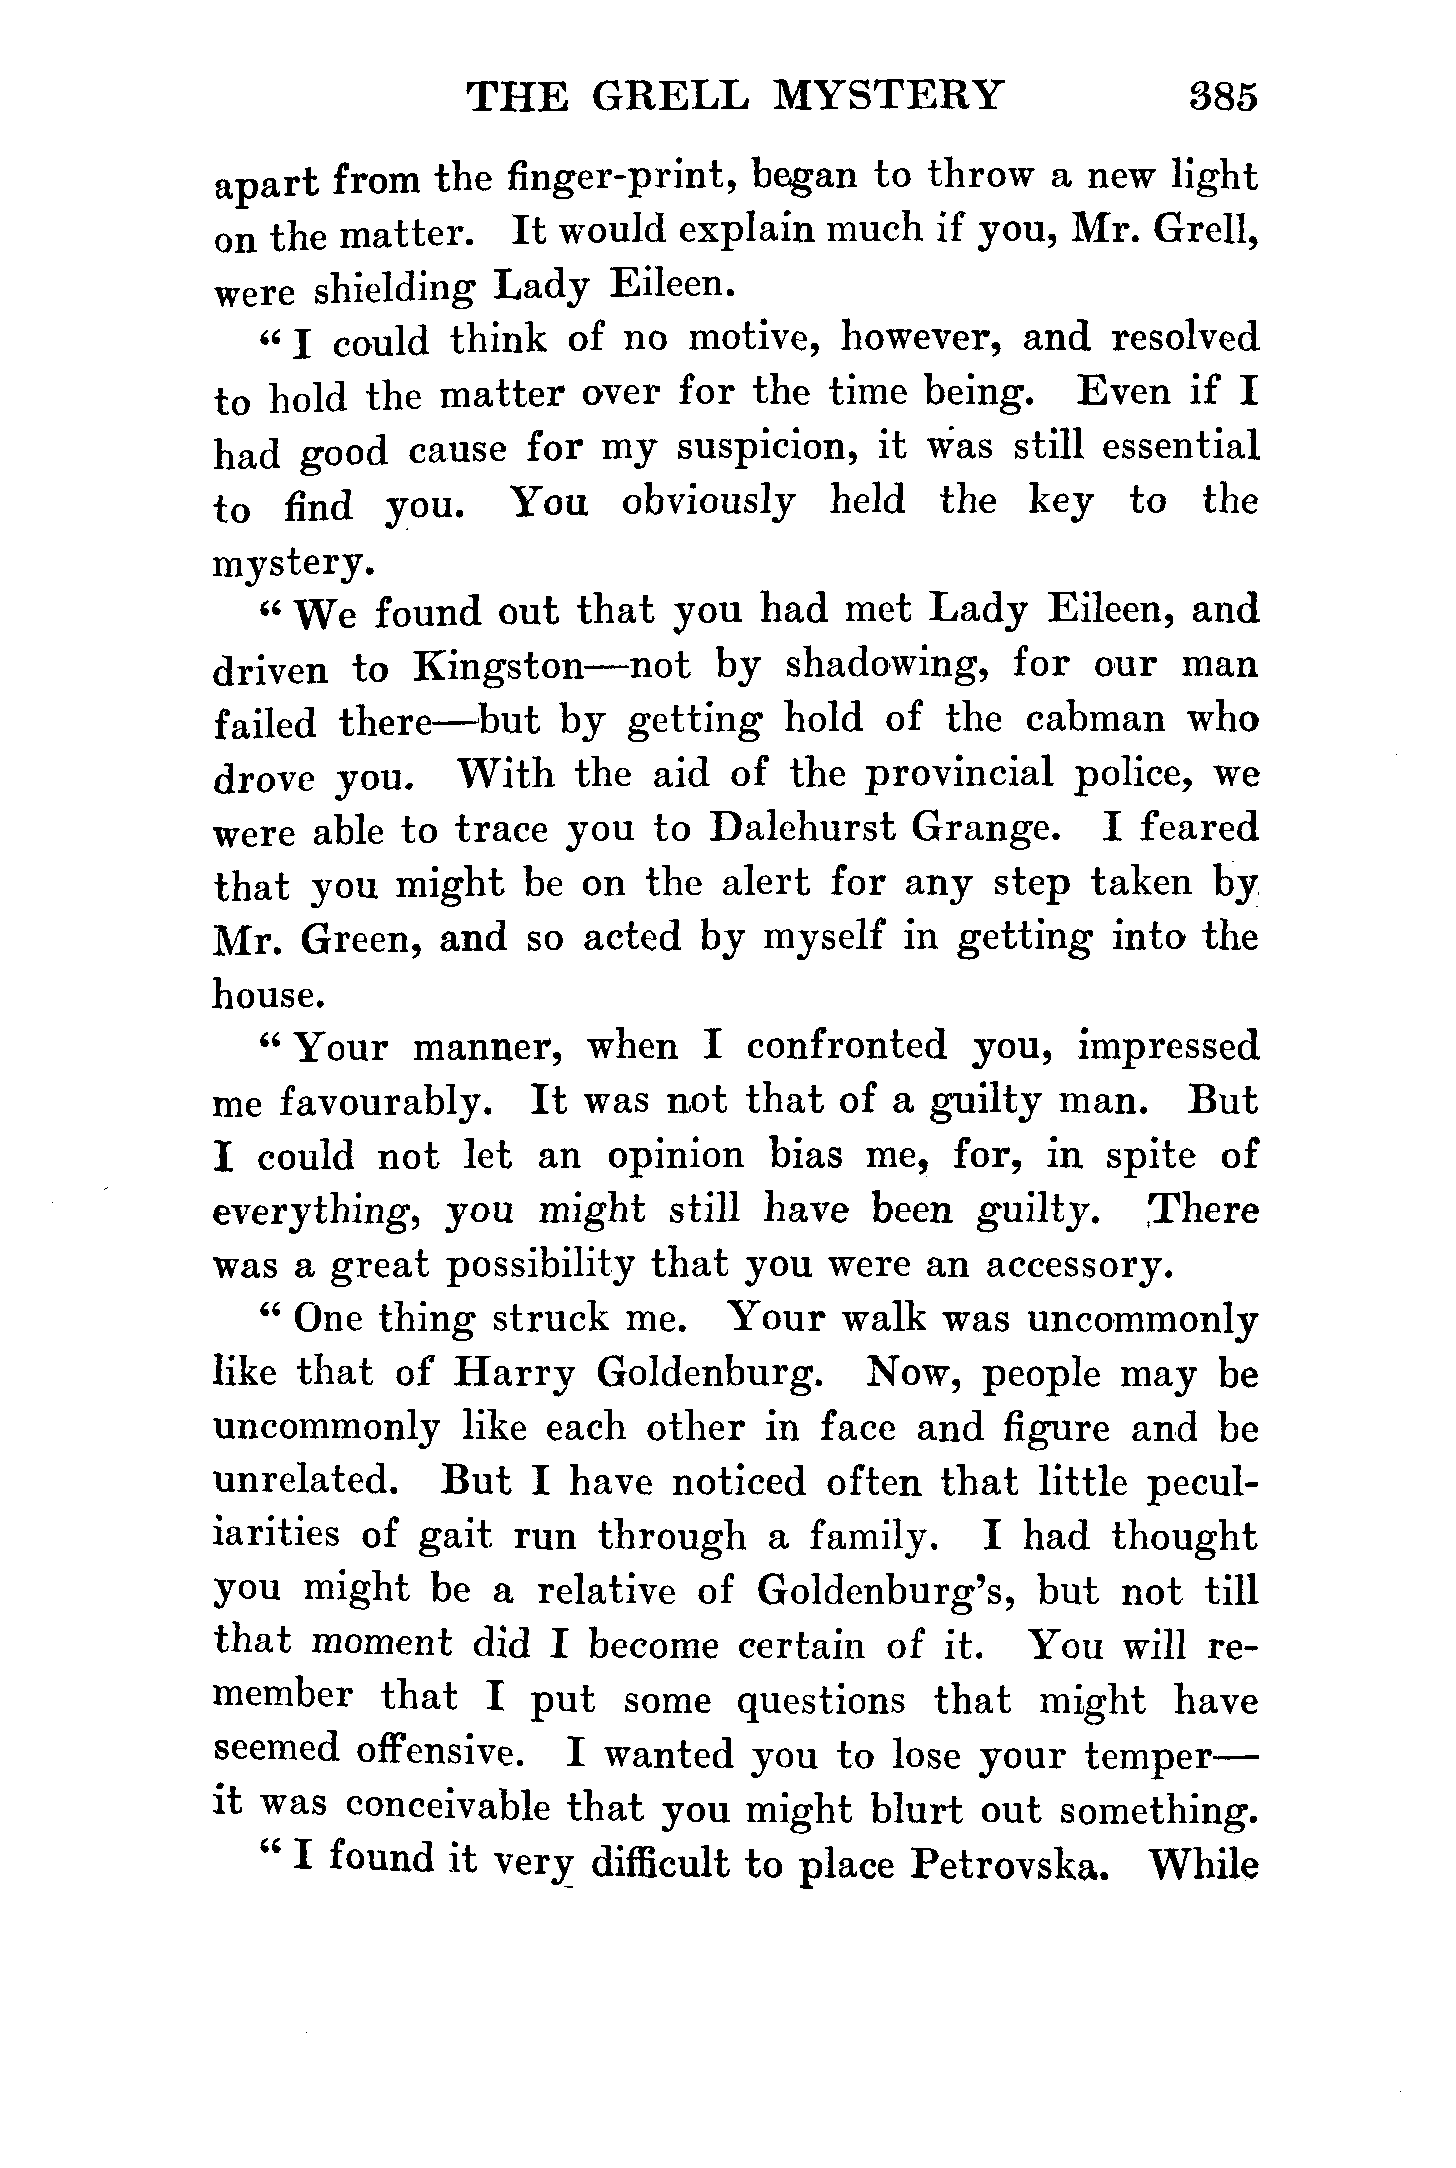 THE GRELL MYSTERY 385
apart from the finger-print, began to throw a new light
on the matter. It would explain much if you, Mr. Grell,
were shielding Lady Eileen.
“ I could think of no motive, however, and resolved
to hold the matter over for the time being. Even if I
had good cause for my suspicion, it was still essential
to find you. You obviously held the key to the
mystery.
“ We found out that you had met Lady Eileen, and
driven to Kingston—not by shadowing, for our man
failed there—but by getting hold of the cabman who
drove you. With the aid of the provincial police, we
were able to trace you to Dalehurst Grange. I feared
that you might be on the alert for any step taken by
Mr. Green, and so acted by myself in getting into the
house.
“ Your manner, when I confronted you, impressed
me favourably. It was not that of a guilty man. But
I could not let an opinion bias me, for, in spite of
everything, you might still have been guilty. There
was a great possibility that you were an accessory.
“ One thing struck me. Your walk was uncommonly
like that of Harry Goldenburg. Now, people may be
uncommonly like each other in face and figure and be
unrelated. But I have noticed often that little pecul-
iarities of gait run through a family. I had thought
you might be a relative of Goldenburg’s, but not till
that moment did I become certain of it. You will re-
member that I put some questions that might have
seemed offensive. I wanted you to lose your temper—
it was conceivable that you might blurt out something.
“ I found it very difficult to place Petrovska. While